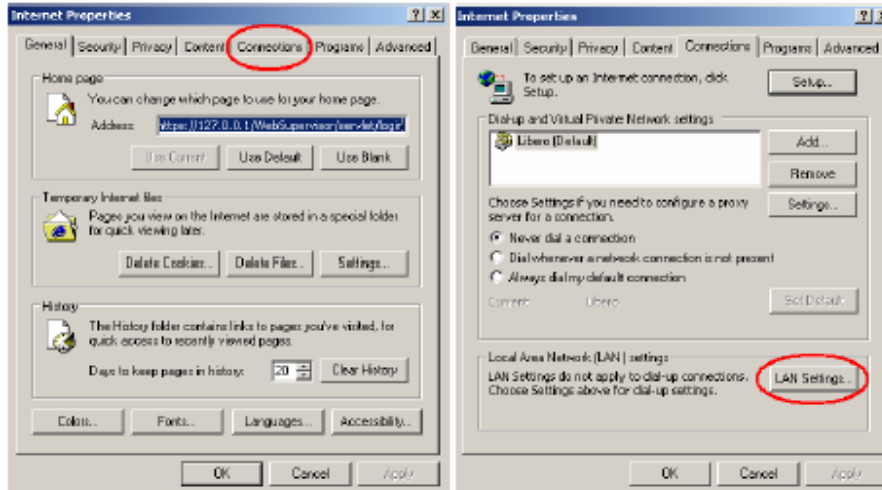 Internet Properties
General Security Privacy Content Connections Programs Advanced
Home page
You can change which page to use for your home page.
Address: https://127.0.0.1/WebSupervisor/servlet/login
Use Current Use Default Use Blank
Temporary Internet files
Pages you view on the Internet are stored in a special folder
for quick viewing later.
Delete Cookies... Delete Files... Settings...
History
The History folder contains links to pages you've visited, for
quick access to recently viewed pages.
Days to keep pages in history: 20 Clear History
Colors... Fonts... Languages... Accessibility...
OK Cancel Apply
Internet Properties
General Security Privacy Content Connections Programs Advanced
To set up an Internet connection, click
Setup.
Setup...
Dial-up and Virtual Private Network settings
Libero (Default)
Add...
Remove
Choose Settings if you need to configure a proxy
server for a connection.
Settings...
Never dial a connection
Dial whenever a network connection is not present
Always dial my default connection
Current: Libero Set Default
Local Area Network (LAN) settings
LAN Settings do not apply to dial-up connections.
Choose Settings above for dial-up settings.
LAN Settings...
OK Cancel Apply